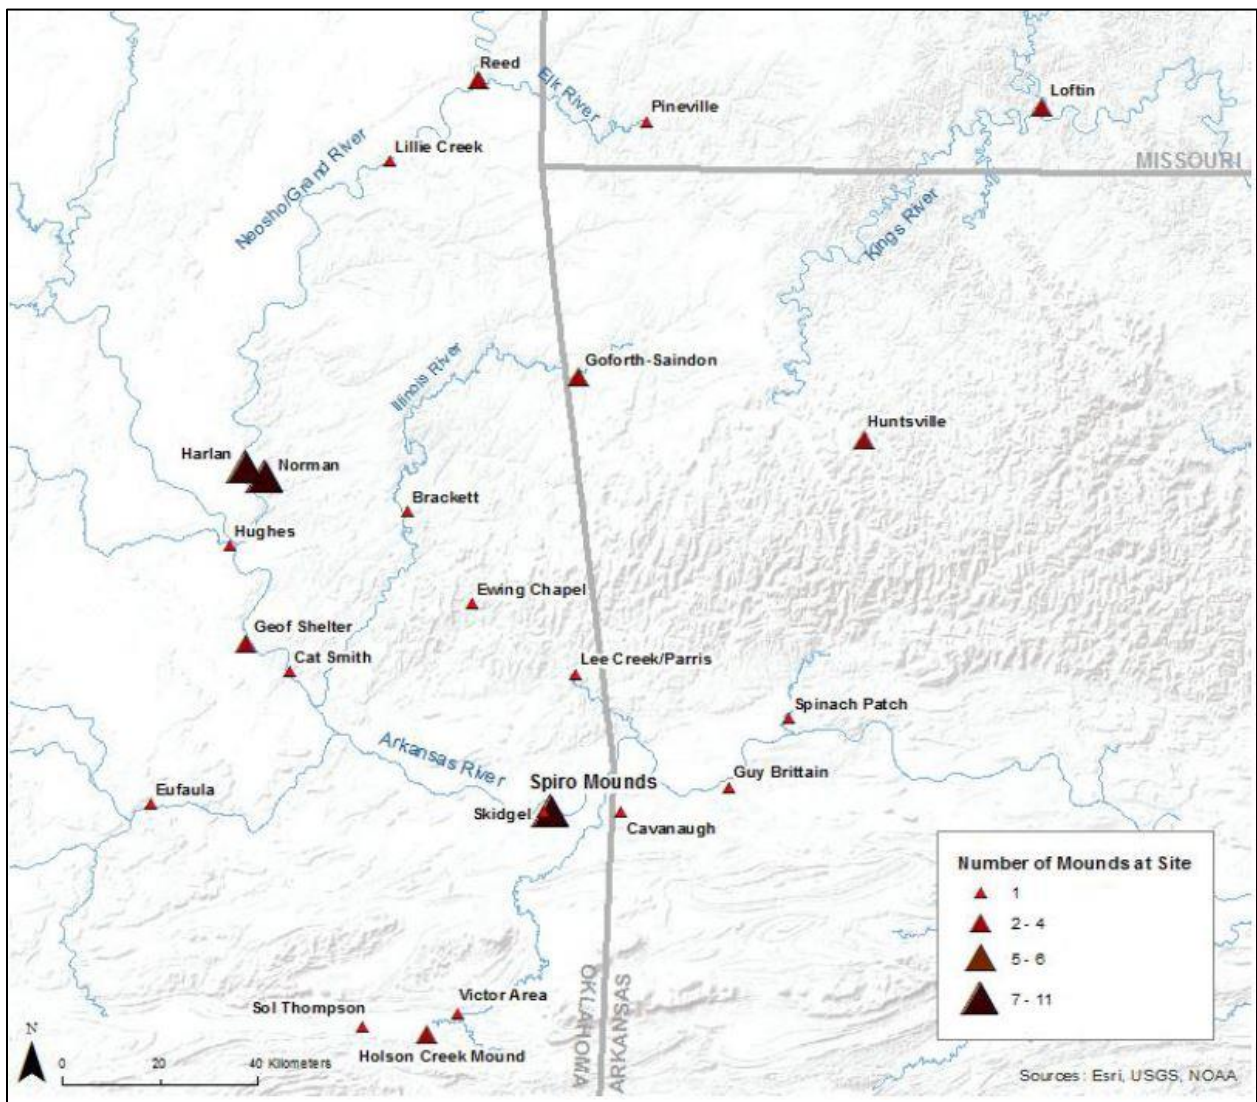 Reed
Elk River
Pineville
Loftin
Lillie Creek
MISSOURI
Neosho/Grand River
Kings River
Illinois River
Goforth-Saindon
Huntsville
Harlan
Norman
Brackett
Hughes
Ewing Chapel
Geof Shelter
Cat Smith
Lee Creek/Parris
Spinach Patch
Arkansas River
Spiro Mounds
Guy Brittain
Eufaula
Skidgel
Cavanaugh
Number of Mounds at Site
1
2 - 4
5 - 6
7 - 11
OKLAHOMA
ARKANSAS
Victor Area
Sol Thompson
Holson Creek Mound
N
0 20 40 Kilometers
Sources: Esri, USGS, NOAA